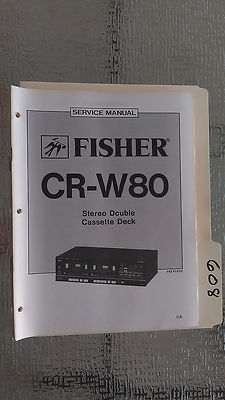 SERVICE MANUAL
FISHER
CR-W80
Stereo Double
Cassette Deck
809